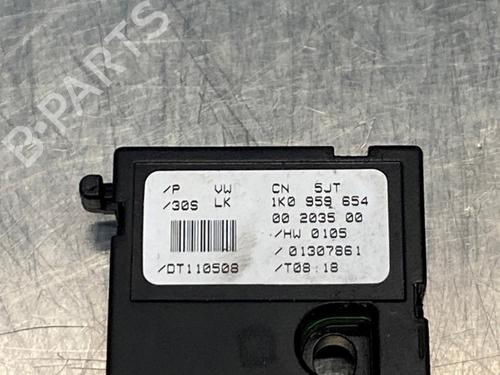 B-PARTS
/P VW CN 5JT
/30S LK 1K0 959 654
00 2035 00
/HW 0105
/01307861
/DT110508 /T08:18